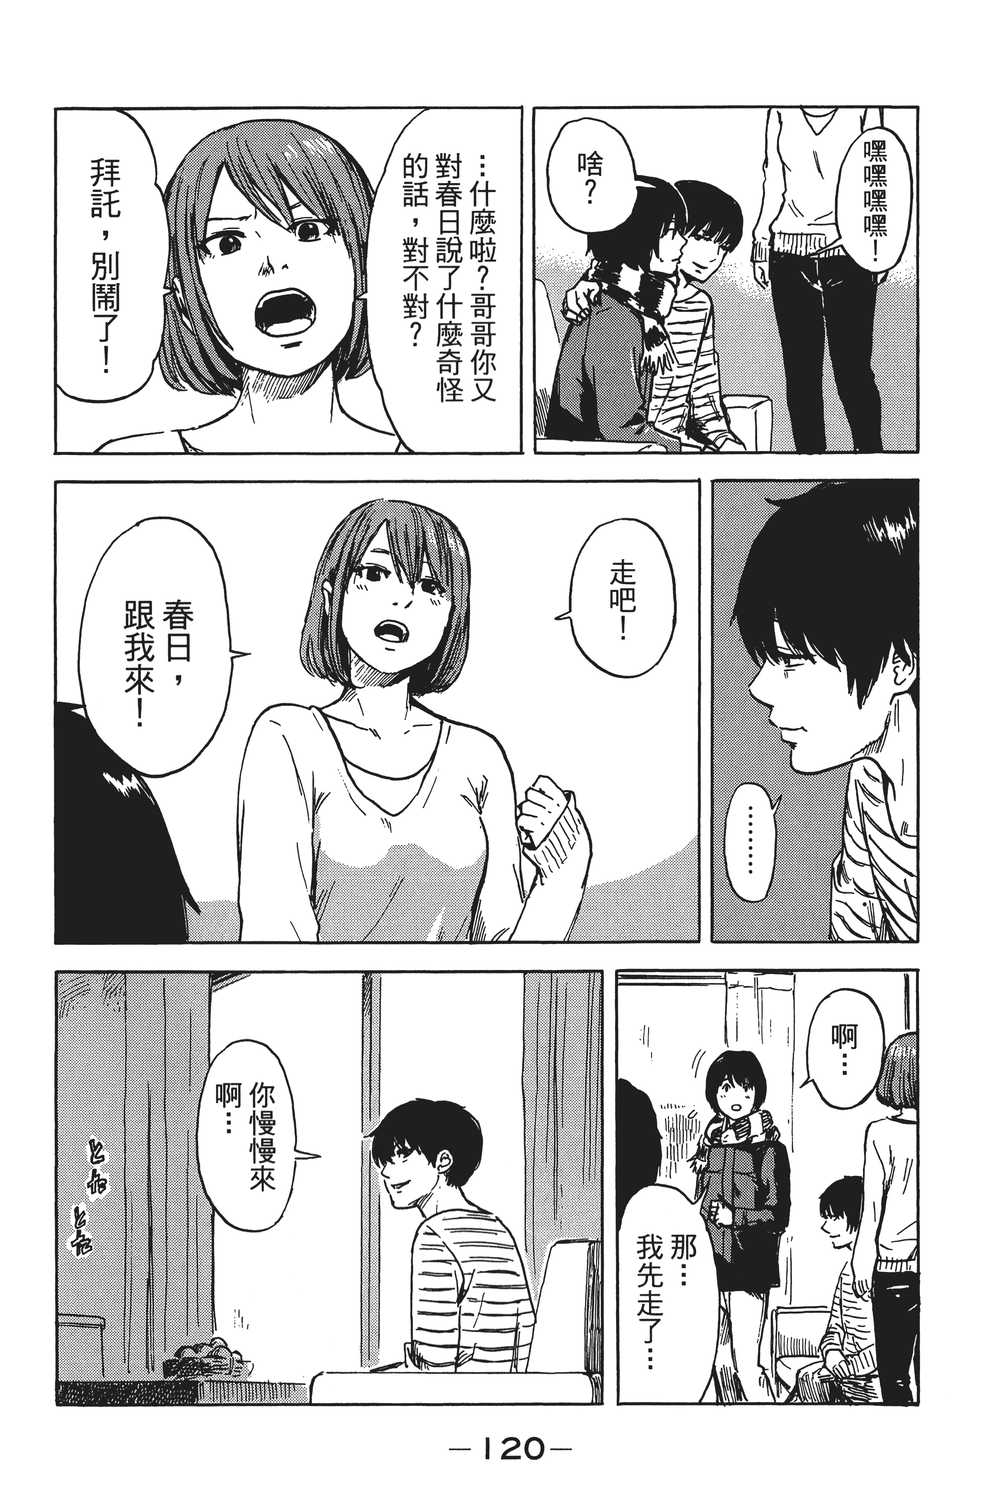 嘿嘿嘿嘿！
啥？
…什麼啦？哥哥你又
對春日說了什麼奇怪
的話，對不對？
拜託，別鬧了！
………
走吧！
春日，
跟我來！
啊…
那…
我先走了…
你慢慢來
啊…
と在
と在
—120—